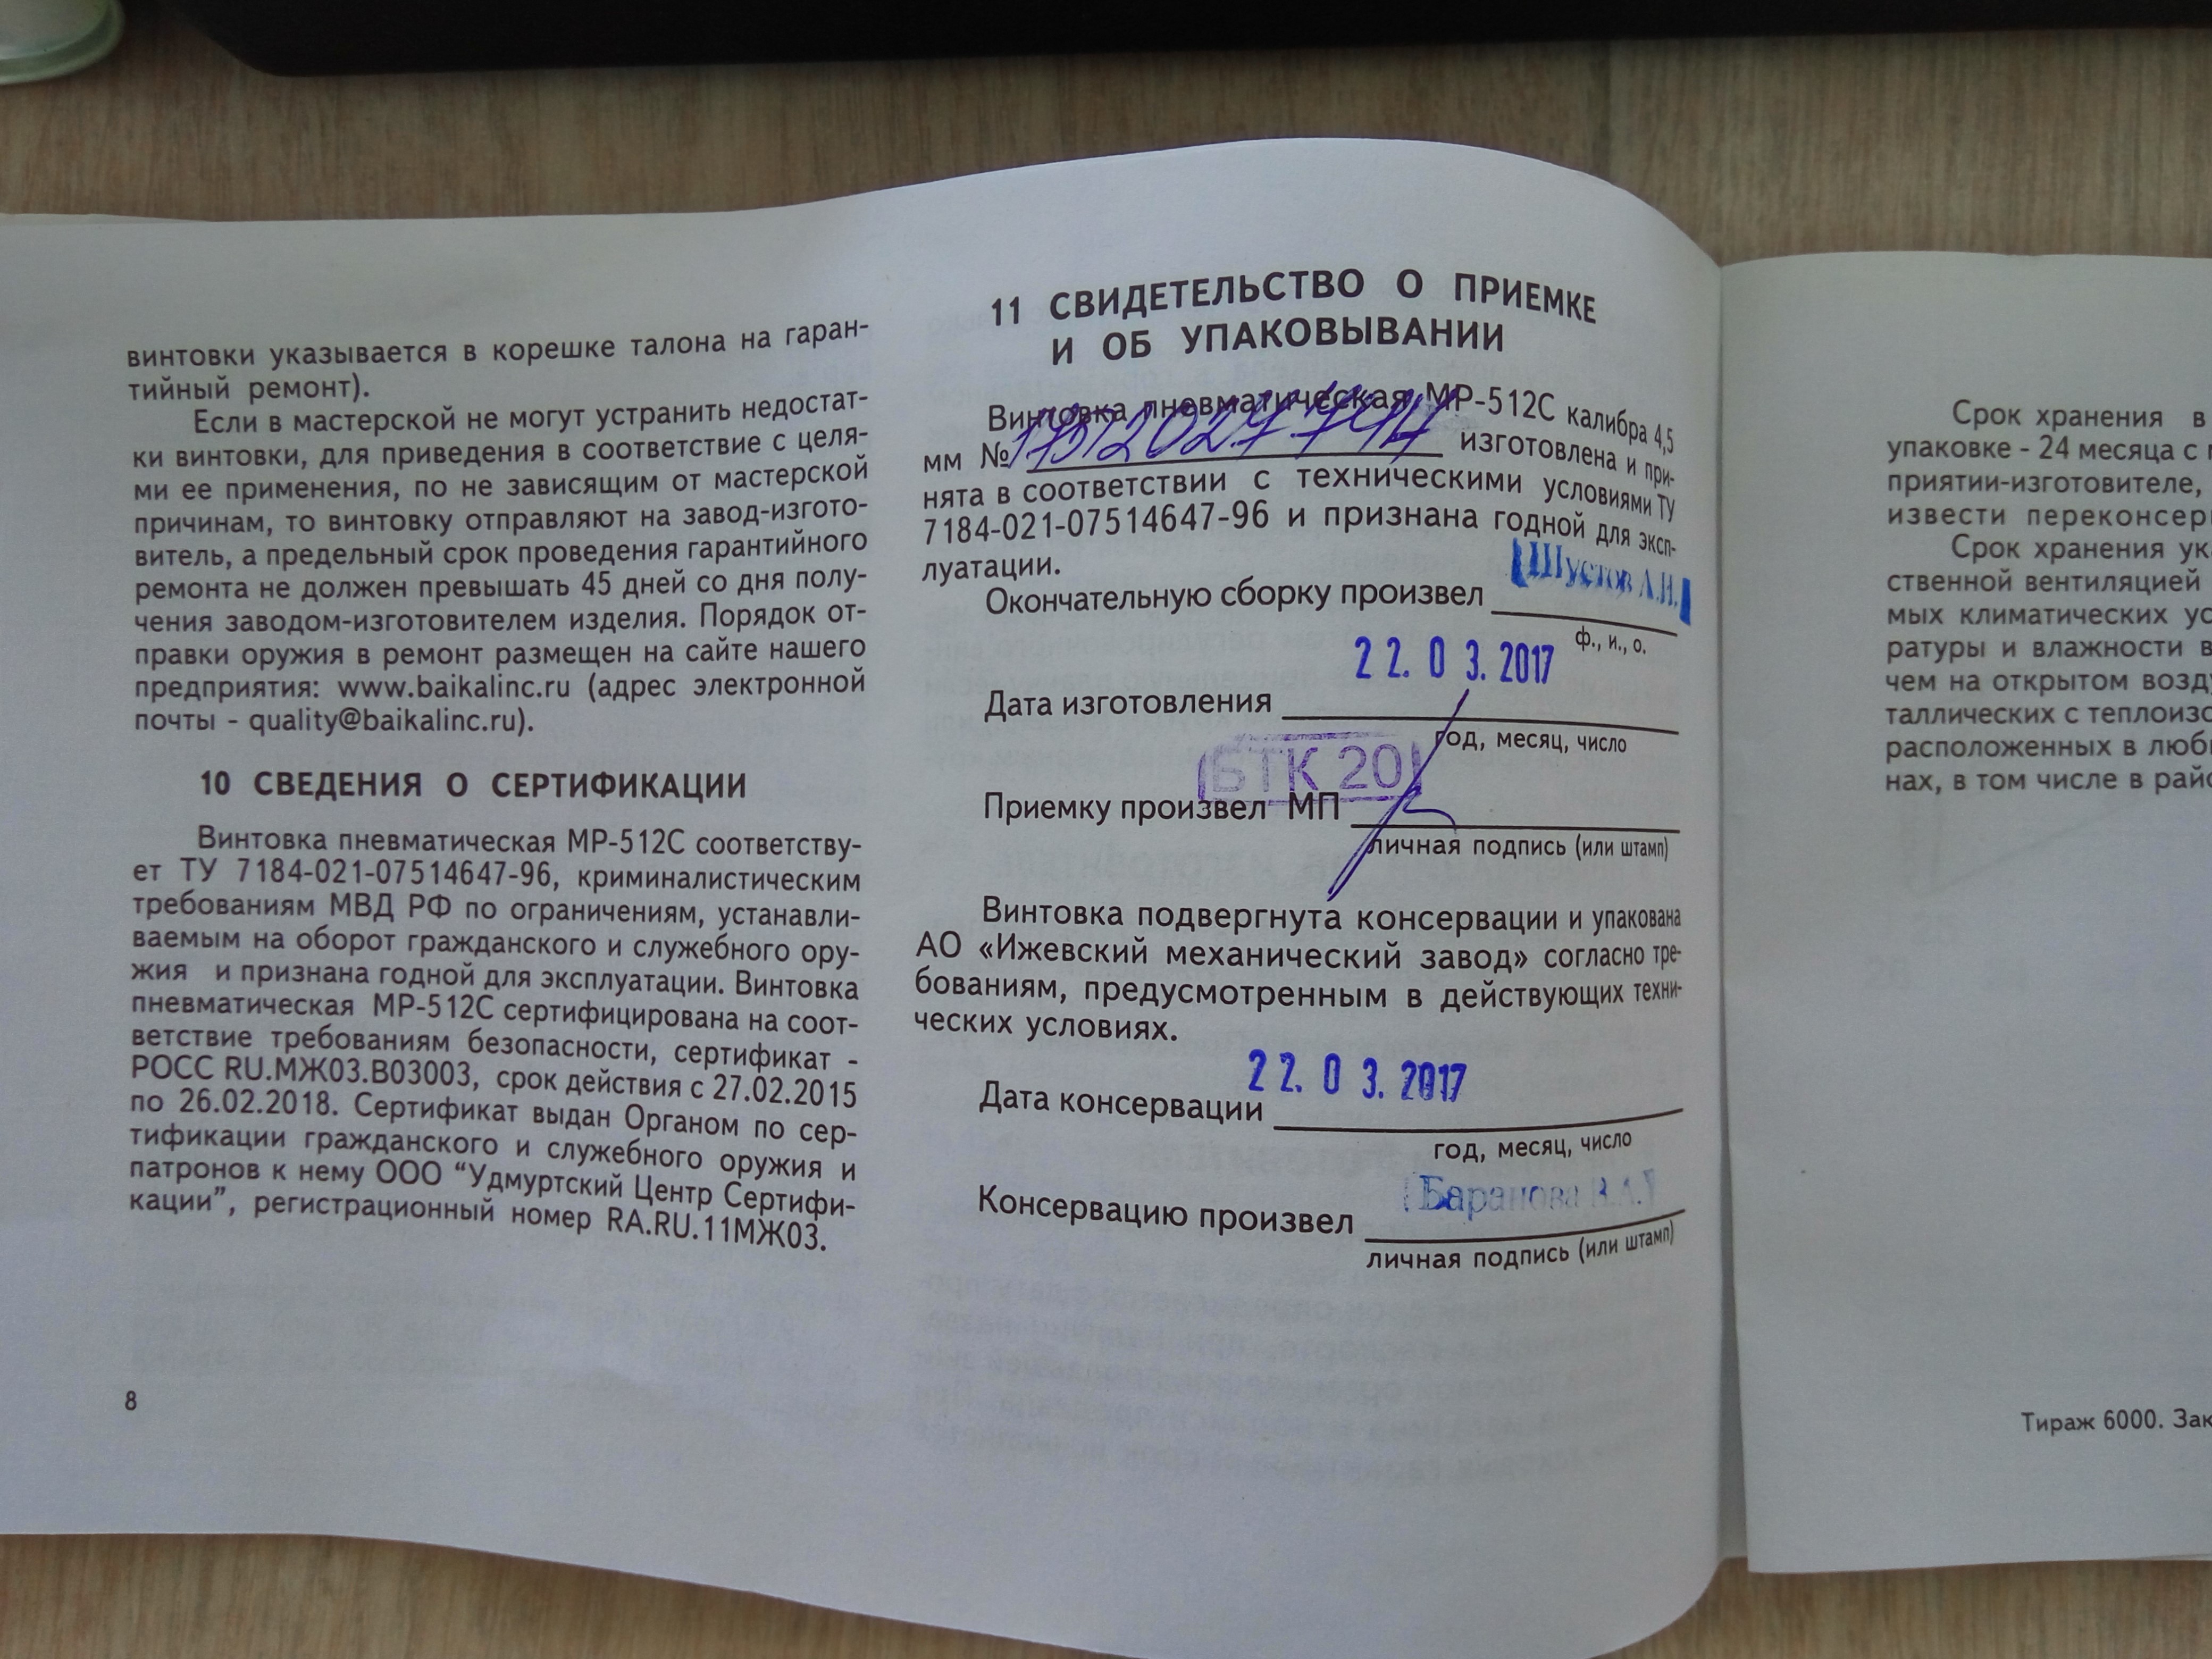 винтовки указывается в корешке талона на гаран-
тийный ремонт).
Если в мастерской не могут устранить недостат-
ки винтовки, для приведения в соответствие с целя-
ми ее применения, по не зависящим от мастерской
причинам, то винтовку отправляют на завод-изгото-
витель, а предельный срок проведения гарантийного
ремонта не должен превышать 45 дней со дня полу-
чения заводом-изготовителем изделия. Порядок от-
правки оружия в ремонт размещен на сайте нашего
предприятия: www.baikalinc.ru (адрес электронной
почты - quality@baikalinc.ru).
10 СВЕДЕНИЯ О СЕРТИФИКАЦИИ
Винтовка пневматическая МР-512С соответству-
ет ТУ 7184-021-07514647-96, криминалистическим
требованиям МВД РФ по ограничениям, устанавли-
ваемым на оборот гражданского и служебного ору-
жия и признана годной для эксплуатации. Винтовка
пневматическая МР-512С сертифицирована на соот-
ветствие требованиям безопасности, сертификат -
РОСС RU.МЖ03.В03003, срок действия с 27.02.2015
по 26.02.2018. Сертификат выдан Органом по сер-
тификации гражданского и служебного оружия и
патронов к нему ООО “Удмуртский Центр Сертифи-
кации”, регистрационный номер RA.RU.11МЖ03.
8
11 СВИДЕТЕЛЬСТВО О ПРИЕМКЕ
И ОБ УПАКОВЫВАНИИ
Винтовка пневматическая МР-512С калибра 4,5
мм № изготовлена и при-
нята в соответствии с техническими условиями ТУ
7184-021-07514647-96 и признана годной для эксп-
луатации.
Окончательную сборку произвел Шустов А.Н.
ф., и., о.
22.03.2017
Дата изготовления
год, месяц, число
БТК 20
Приемку произвел МП
личная подпись (или штамп)
Винтовка подвергнута консервации и упакована
АО «Ижевский механический завод» согласно тре-
бованиям, предусмотренным в действующих техни-
ческих условиях.
22.03.2017
Дата консервации
год, месяц, число
Баранова В.А.
Консервацию произвел
личная подпись (или штамп)
Срок хранения в
упаковке - 24 месяца с
приятии-изготовителе,
извести переконсер
Срок хранения ук
ственной вентиляцией
мых климатических ус
ратуры и влажности в
чем на открытом возд
таллических с теплоизо
расположенных в люб
нах, в том числе в райо
Тираж 6000. Зак